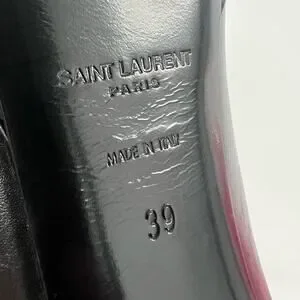 SAINT LAURENT
PARIS
MADE IN ITALY
39